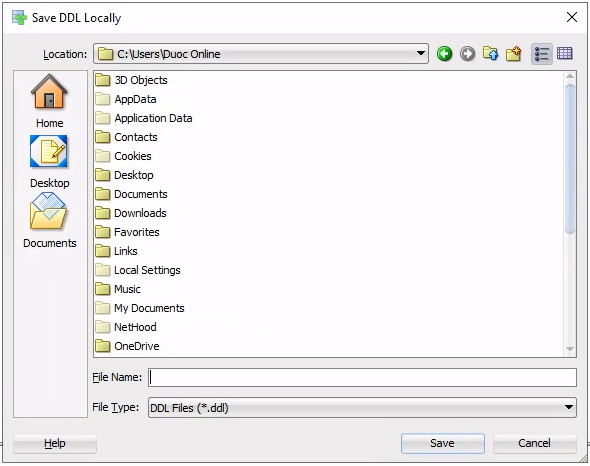 Save DDL Locally
Location: C:\Users\Duoc Online
Home
Desktop
Documents
3D Objects
AppData
Application Data
Contacts
Cookies
Desktop
Documents
Downloads
Favorites
Links
Local Settings
Music
My Documents
NetHood
OneDrive
File Name:
File Type: DDL Files (*.ddl)
Help Save Cancel